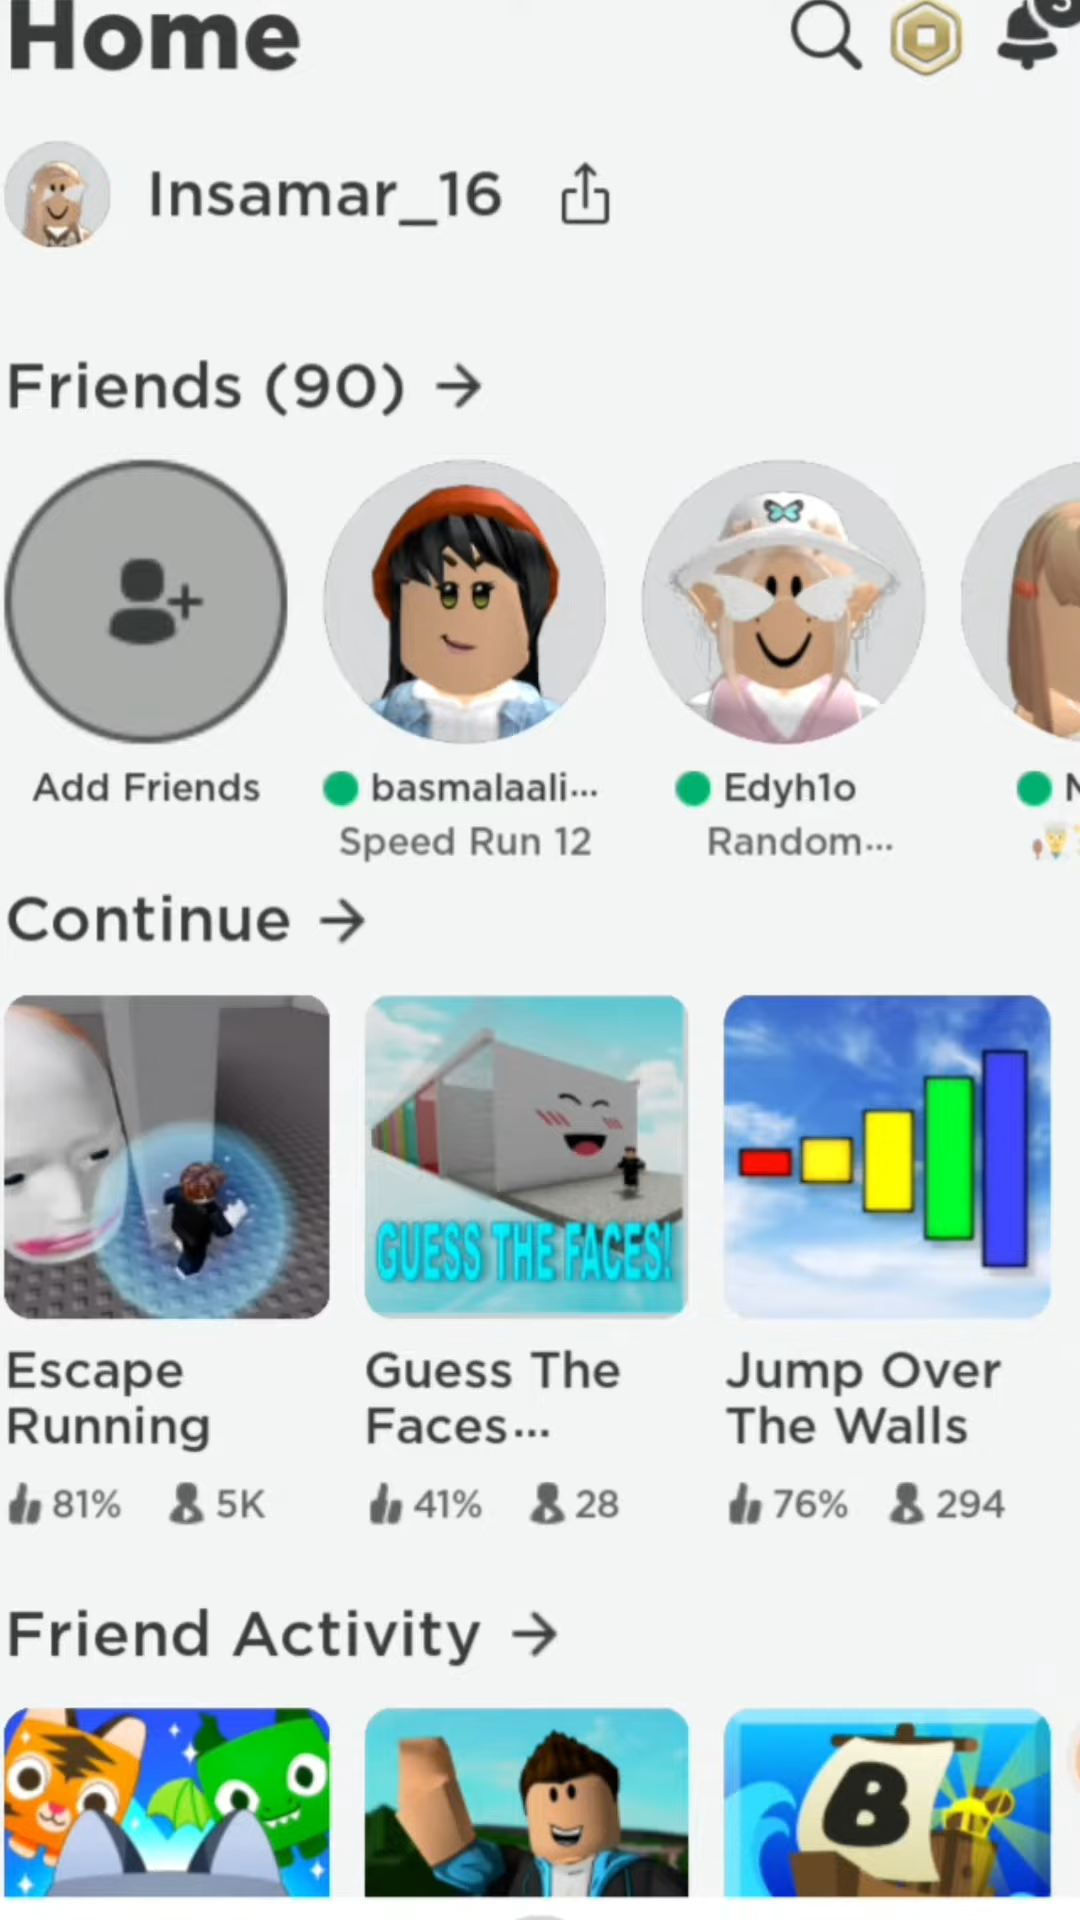 Home
Insamar_16
Friends (90) →
Add Friends
basmalaali...
Edyh1o
Speed Run 12
Random...
Continue →
GUESS THE FACES!
Escape
Running
Guess The
Faces...
Jump Over
The Walls
81% 5K
41% 28
76% 294
Friend Activity →
B